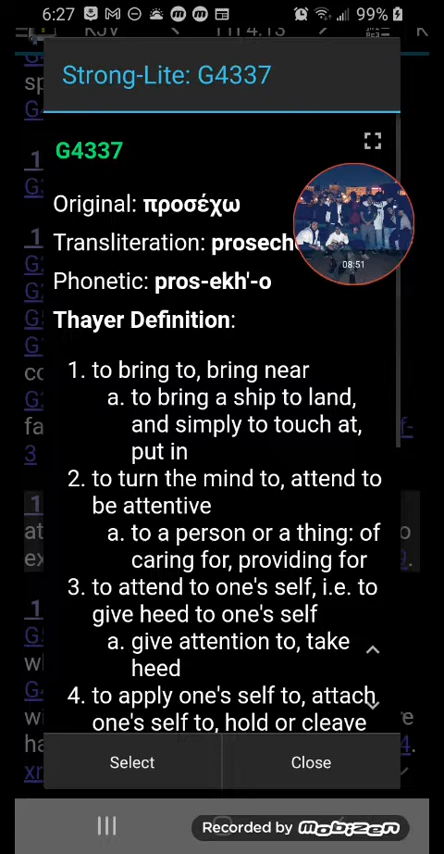 6:27 99%
KJV 1Ti 4:13 K
Strong-Lite: G4337
G4337
Original: προσέχω
Transliteration: prosech
08:51
Phonetic: pros-ekh'-o
Thayer Definition:
1. to bring to, bring near
a. to bring a ship to land,
and simply to touch at,
put in
2. to turn the mind to, attend to
be attentive
a. to a person or a thing: of
caring for, providing for
3. to attend to one's self, i.e. to
give heed to one's self
a. give attention to, take
heed
4. to apply one's self to, attach
one's self to, hold or cleave
Select Close
Recorded by MOBIZEN